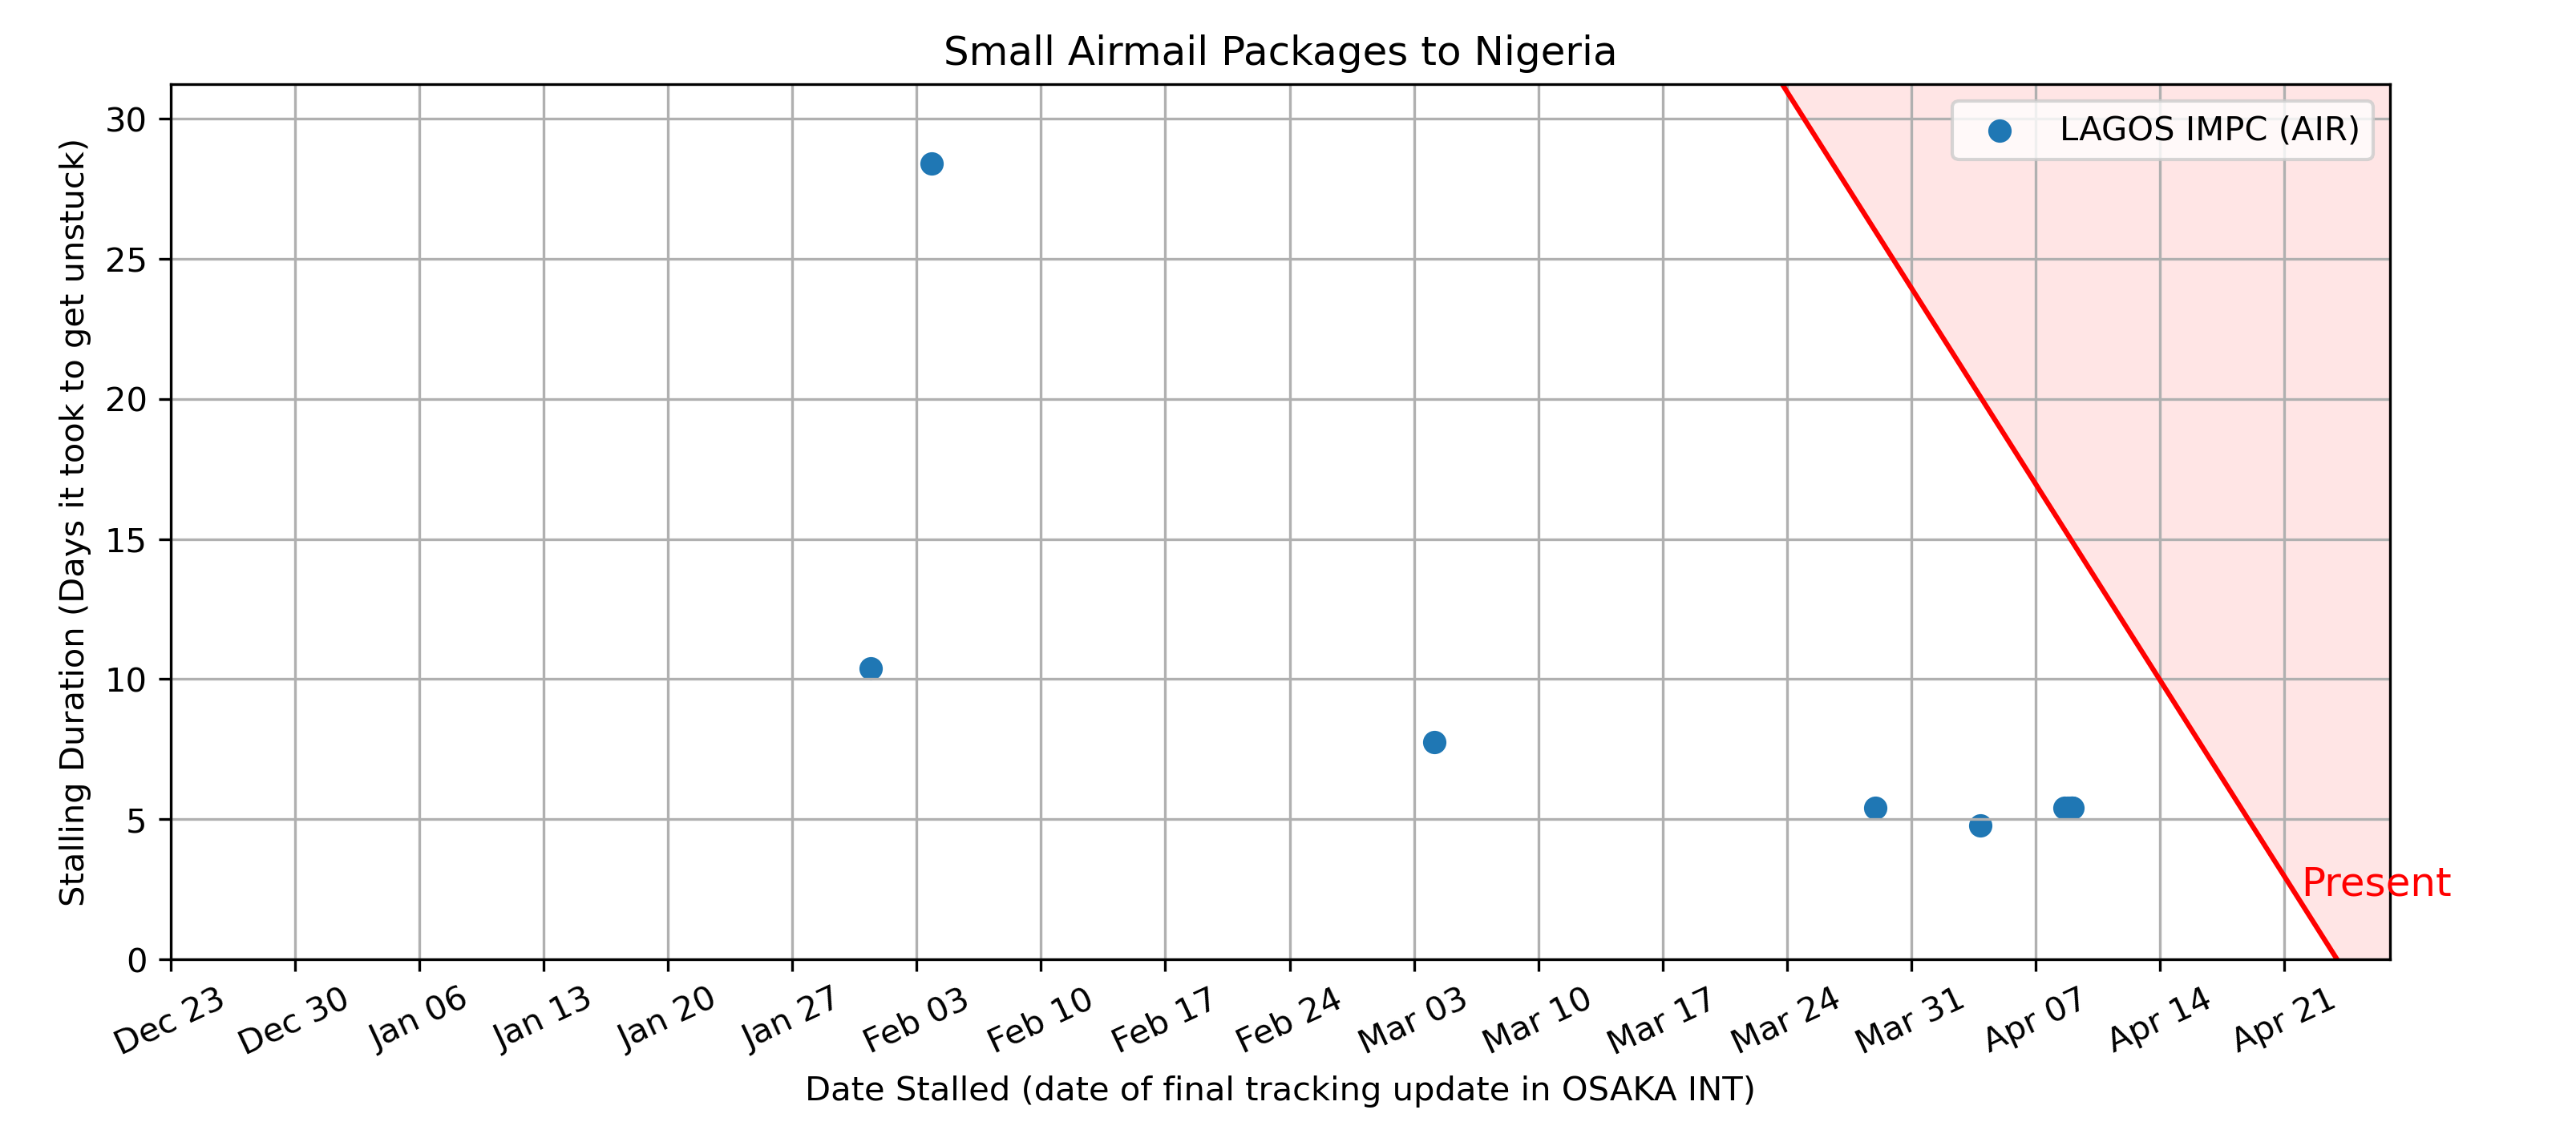 Small Airmail Packages to Nigeria
LAGOS IMPC (AIR)
Stalling Duration (Days it took to get unstuck)
30
25
20
15
10
5
0
Present
Dec 23
Dec 30
Jan 06
Jan 13
Jan 20
Jan 27
Feb 03
Feb 10
Feb 17
Feb 24
Mar 03
Mar 10
Mar 17
Mar 24
Mar 31
Apr 07
Apr 14
Apr 21
Date Stalled (date of final tracking update in OSAKA INT)